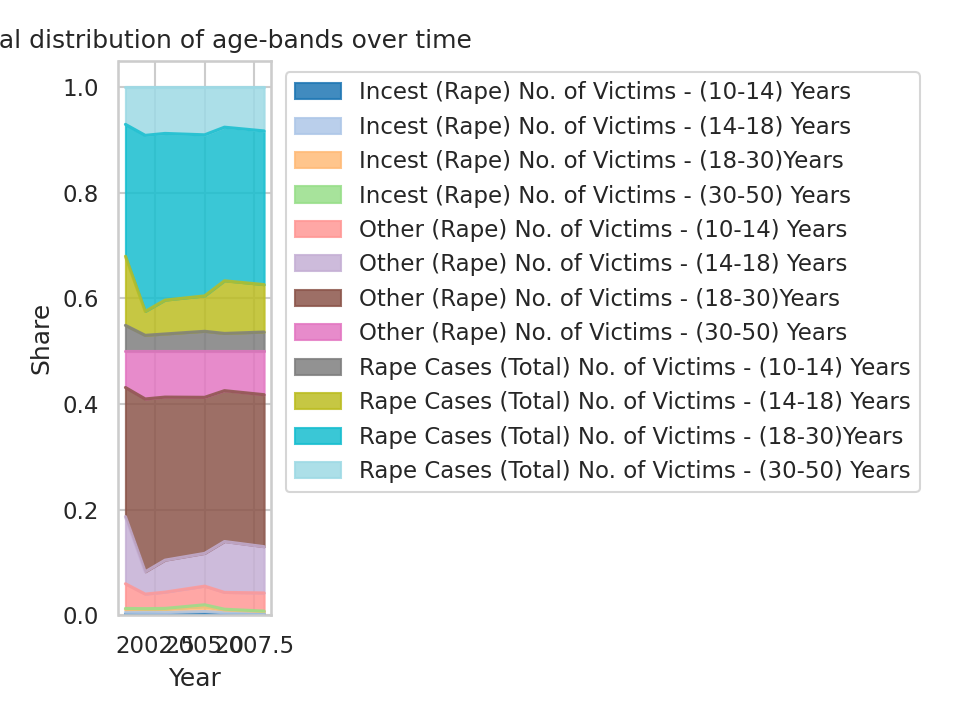 al distribution of age-bands over time
1.0
0.8
0.6
0.4
0.2
0.0
Share
2002.5
2005.0
2007.5
Year
Incest (Rape) No. of Victims - (10-14) Years
Incest (Rape) No. of Victims - (14-18) Years
Incest (Rape) No. of Victims - (18-30)Years
Incest (Rape) No. of Victims - (30-50) Years
Other (Rape) No. of Victims - (10-14) Years
Other (Rape) No. of Victims - (14-18) Years
Other (Rape) No. of Victims - (18-30)Years
Other (Rape) No. of Victims - (30-50) Years
Rape Cases (Total) No. of Victims - (10-14) Years
Rape Cases (Total) No. of Victims - (14-18) Years
Rape Cases (Total) No. of Victims - (18-30)Years
Rape Cases (Total) No. of Victims - (30-50) Years